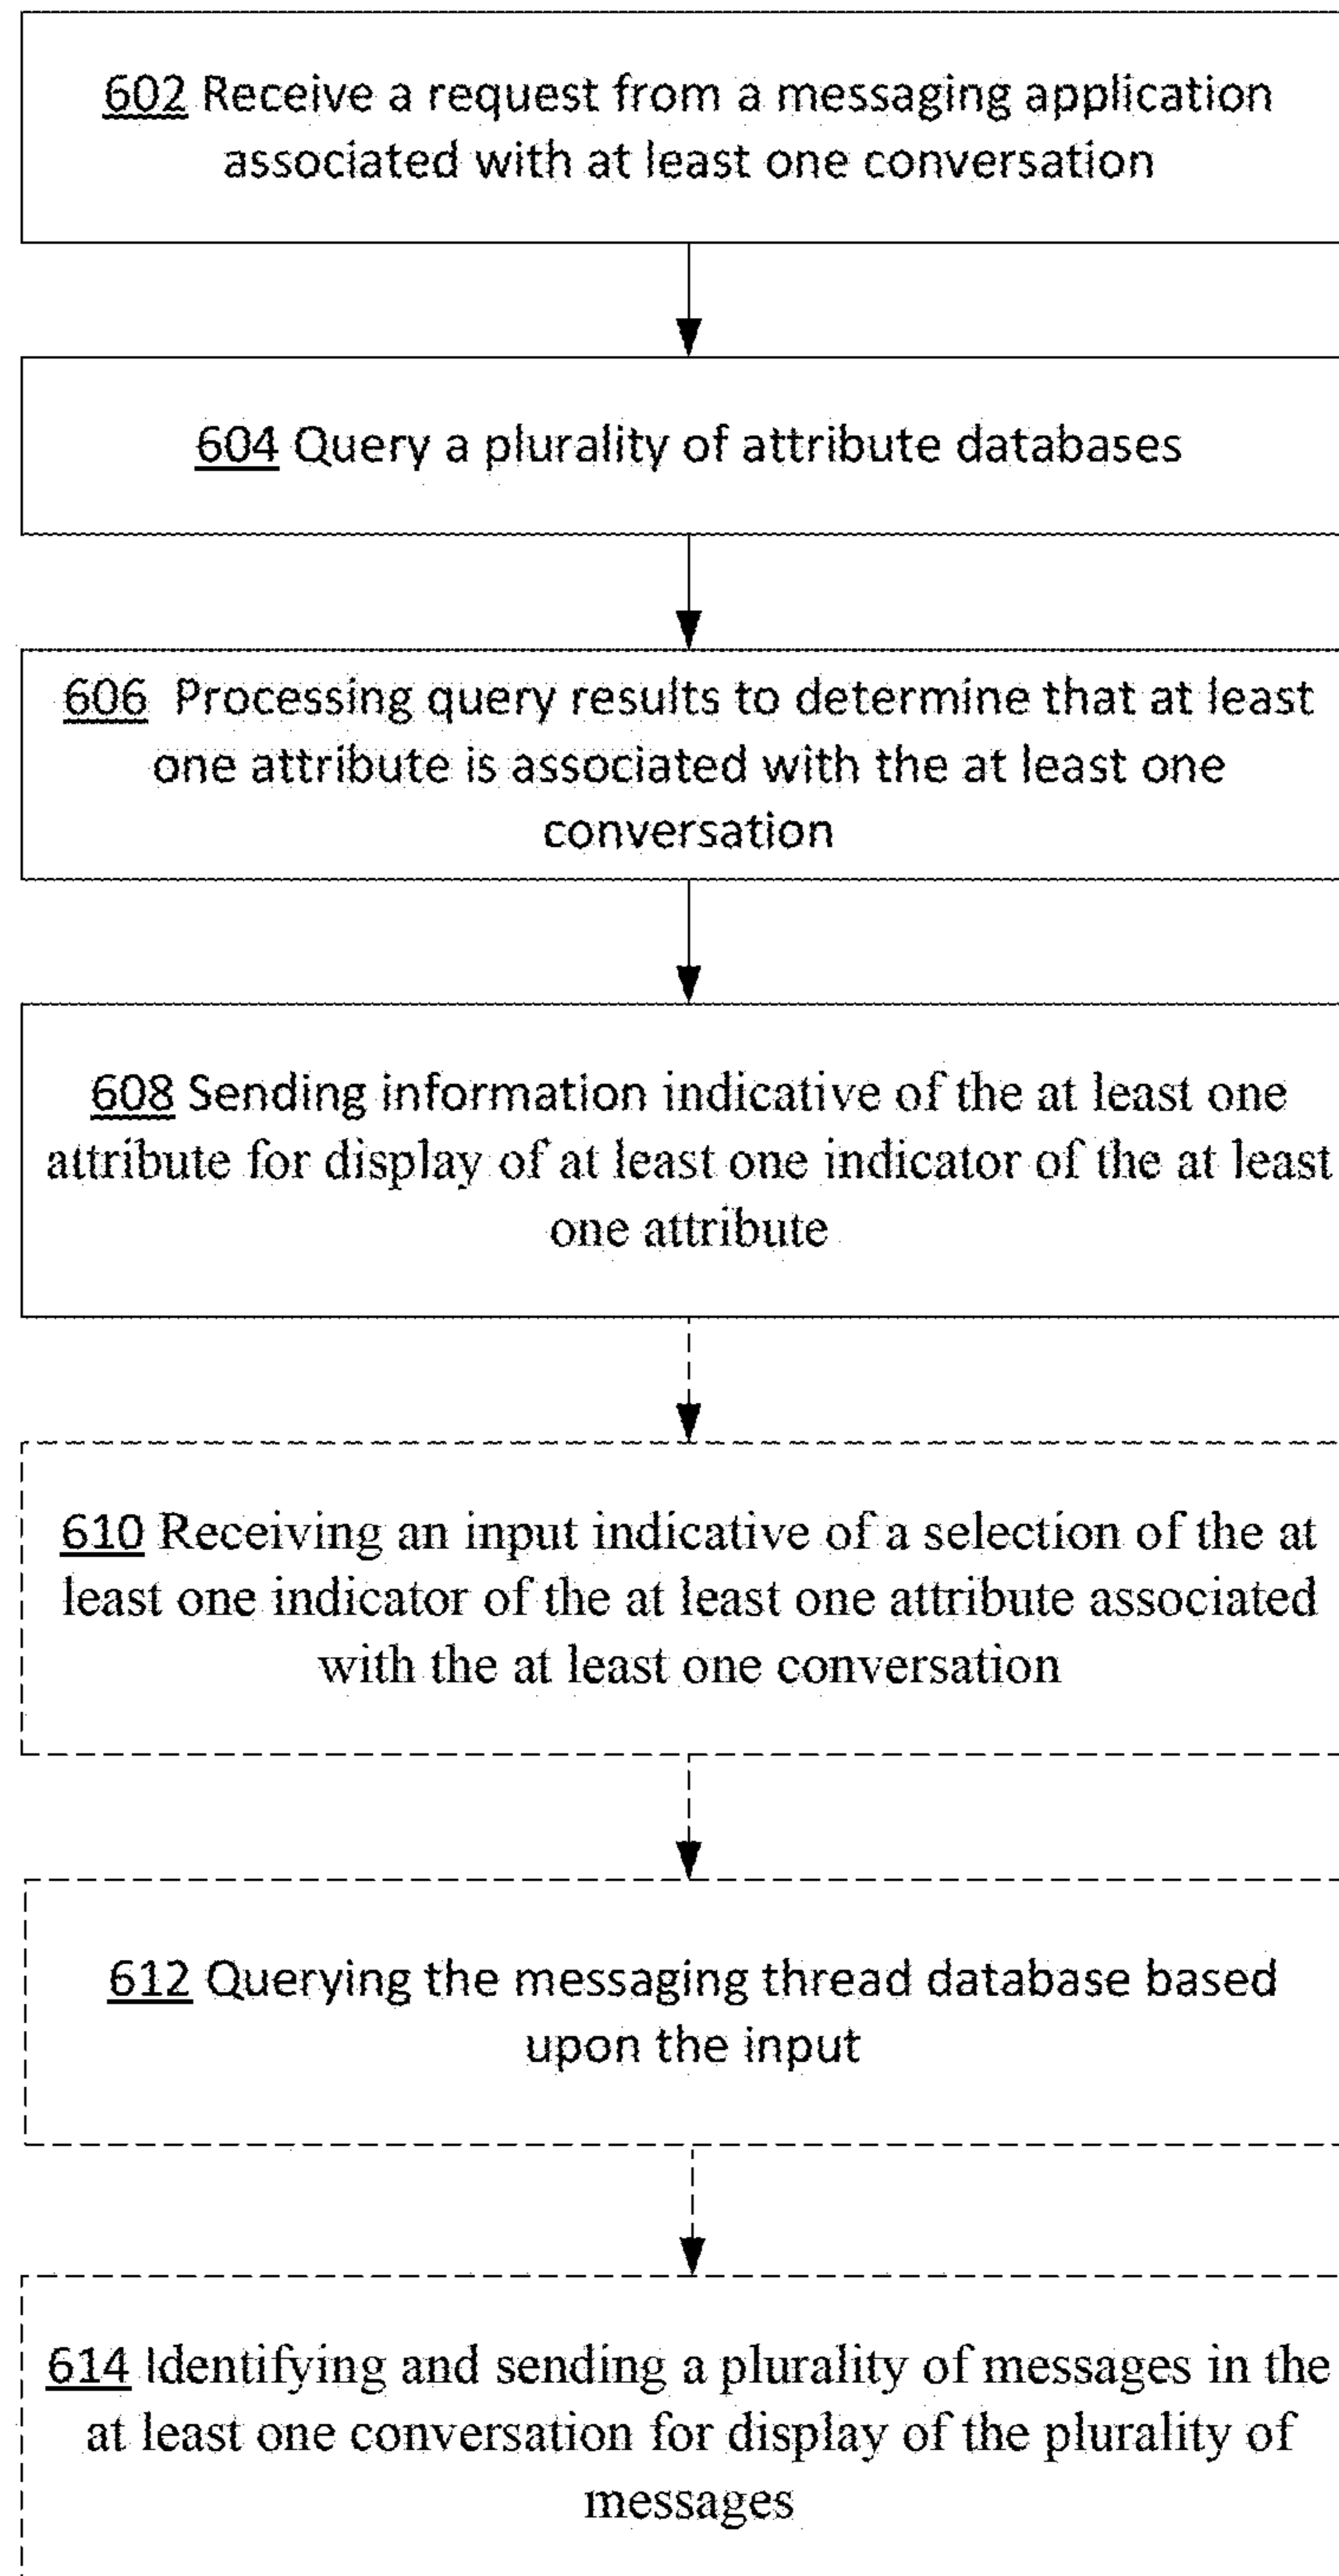 602 Receive a request from a messaging application
associated with at least one conversation
604 Query a plurality of attribute databases
606 Processing query results to determine that at least
one attribute is associated with the at least one
conversation
608 Sending information indicative of the at least one
attribute for display of at least one indicator of the at least
one attribute
610 Receiving an input indicative of a selection of the at
least one indicator of the at least one attribute associated
with the at least one conversation
612 Querying the messaging thread database based
upon the input
614 Identifying and sending a plurality of messages in the
at least one conversation for display of the plurality of
messages